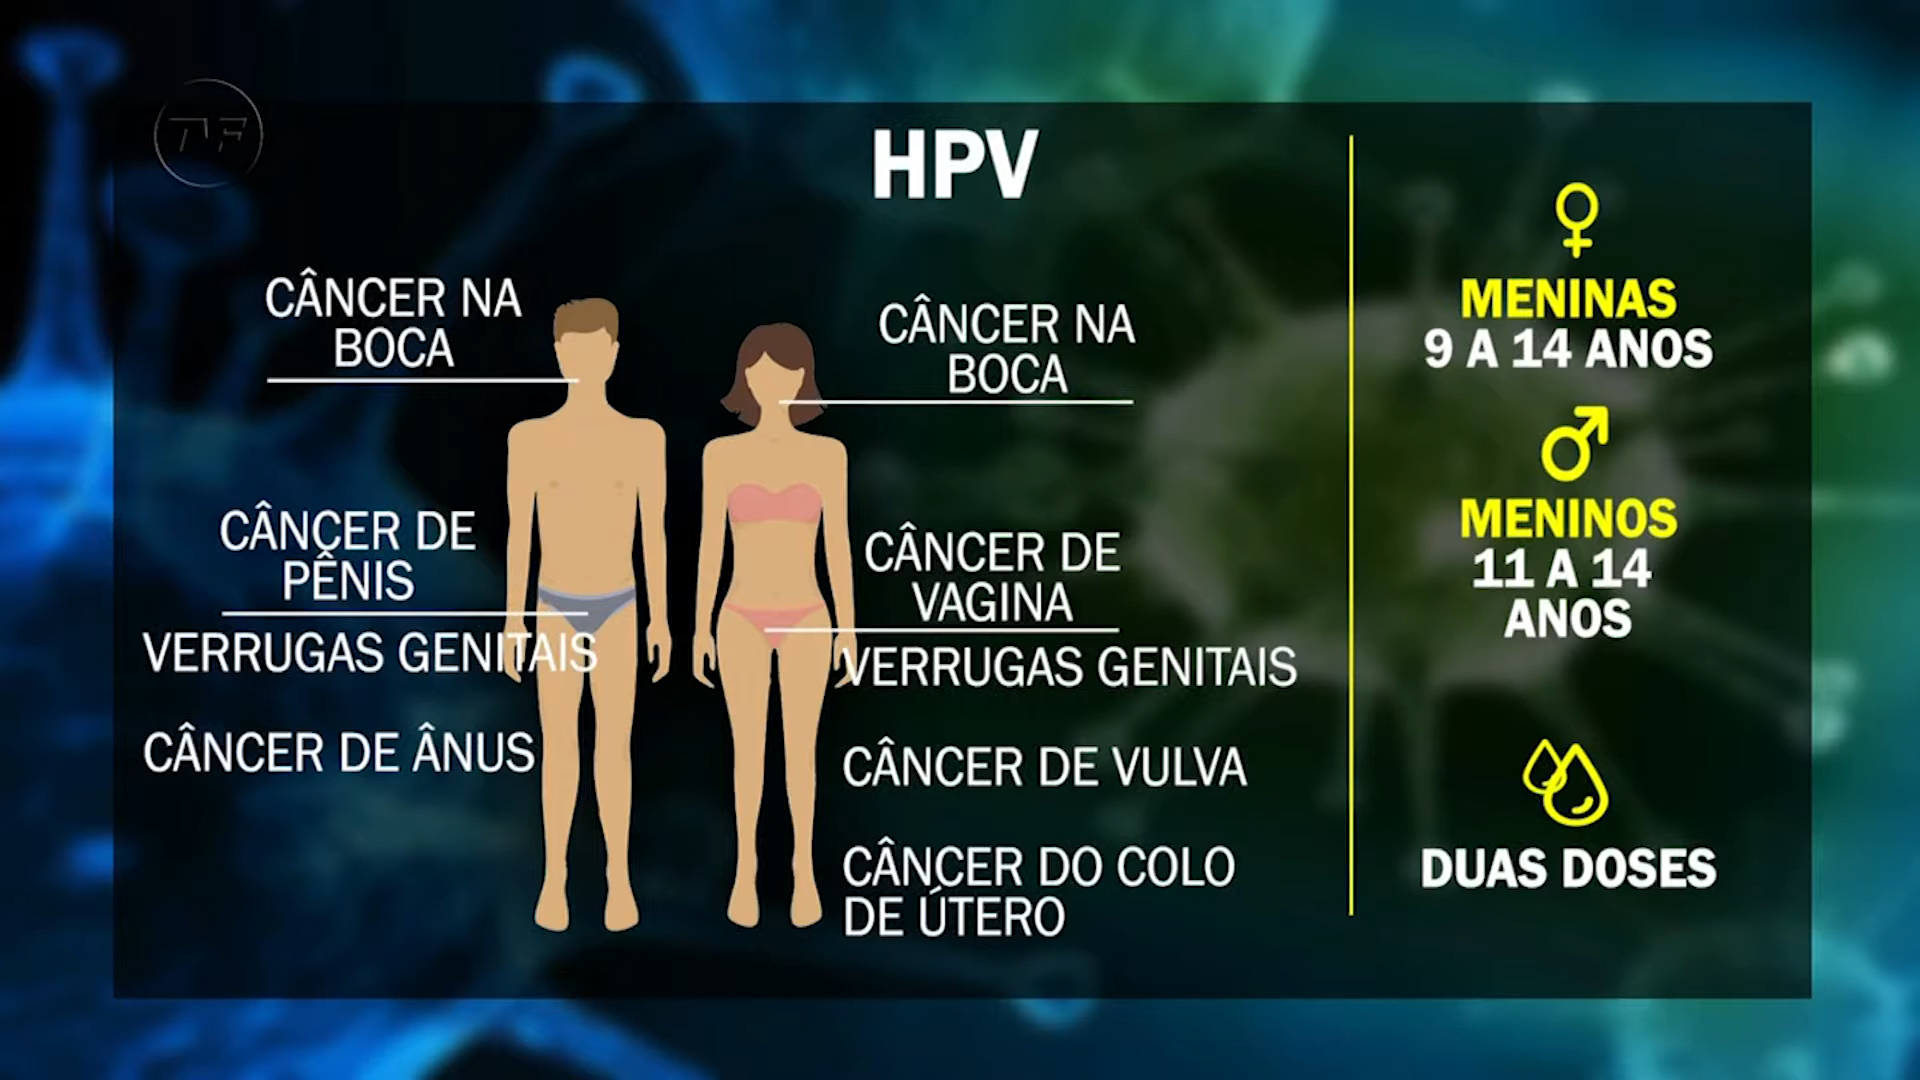 HPV
CÂNCER NA
BOCA
CÂNCER DE
PÊNIS
VERRUGAS GENITAIS
CÂNCER DE ÂNUS
CÂNCER NA
BOCA
CÂNCER DE
VAGINA
VERRUGAS GENITAIS
CÂNCER DE VULVA
CÂNCER DO COLO
DE ÚTERO
MENINAS
9 A 14 ANOS
MENINOS
11 A 14
ANOS
DUAS DOSES